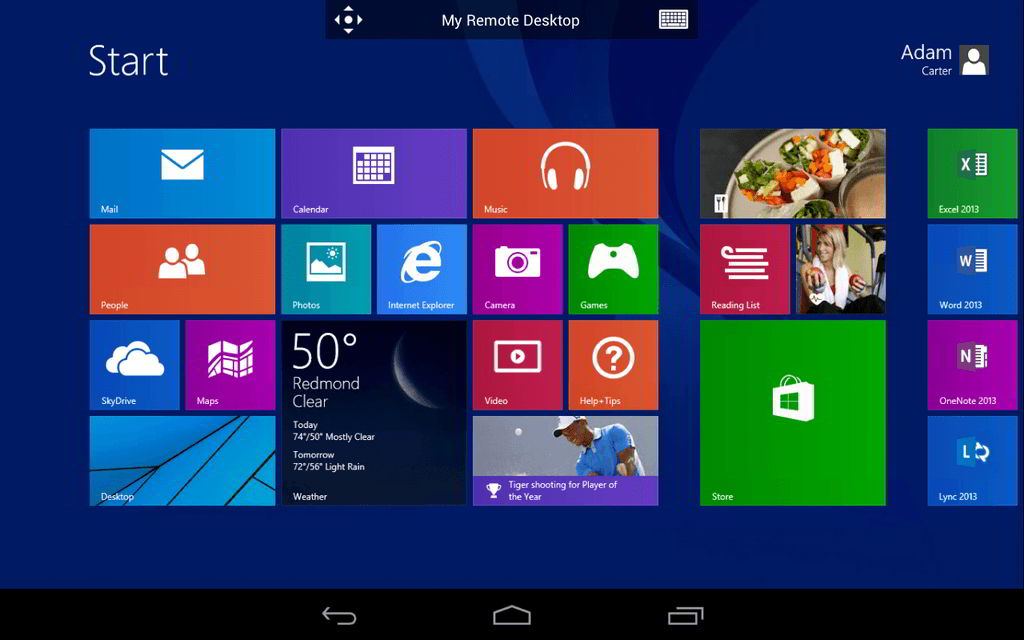 My Remote Desktop
Start
Adam
Carter
Mail
Calendar
Music
Excel 2013
People
Photos
Internet Explorer
Camera
Games
Reading List
Word 2013
SkyDrive
Maps
50°
Redmond
Clear
Today
74°/50° Mostly Clear
Tomorrow
72°/56° Light Rain
Weather
Video
Help+Tips
OneNote 2013
Desktop
Tiger shooting for Player of
the Year
Store
Lync 2013